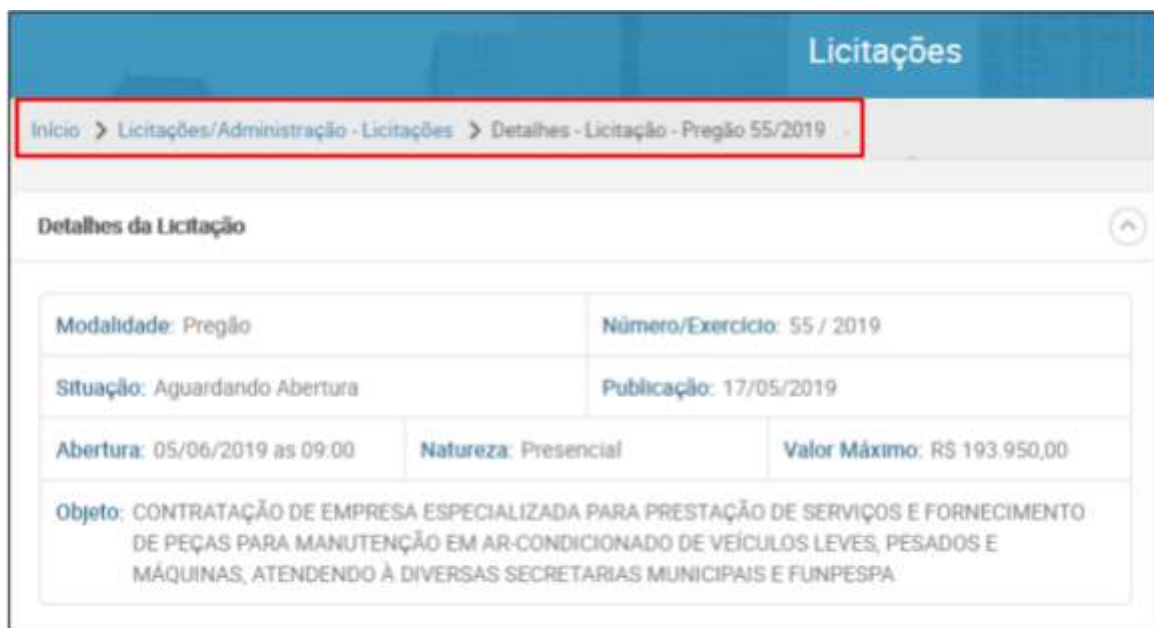 Licitações
Início > Licitações/Administração - Licitações > Detalhes - Licitação - Pregão 55/2019
Detalhes da Licitação
Modalidade: Pregão
Número/Exercício: 55 / 2019
Situação: Aguardando Abertura
Publicação: 17/05/2019
Abertura: 05/06/2019 as 09:00
Natureza: Presencial
Valor Máximo: R$ 193.950,00
Objeto: CONTRATAÇÃO DE EMPRESA ESPECIALIZADA PARA PRESTAÇÃO DE SERVIÇOS E FORNECIMENTO
DE PEÇAS PARA MANUTENÇÃO EM AR-CONDICIONADO DE VEÍCULOS LEVES, PESADOS E
MÁQUINAS, ATENDENDO À DIVERSAS SECRETARIAS MUNICIPAIS E FUNPESPA